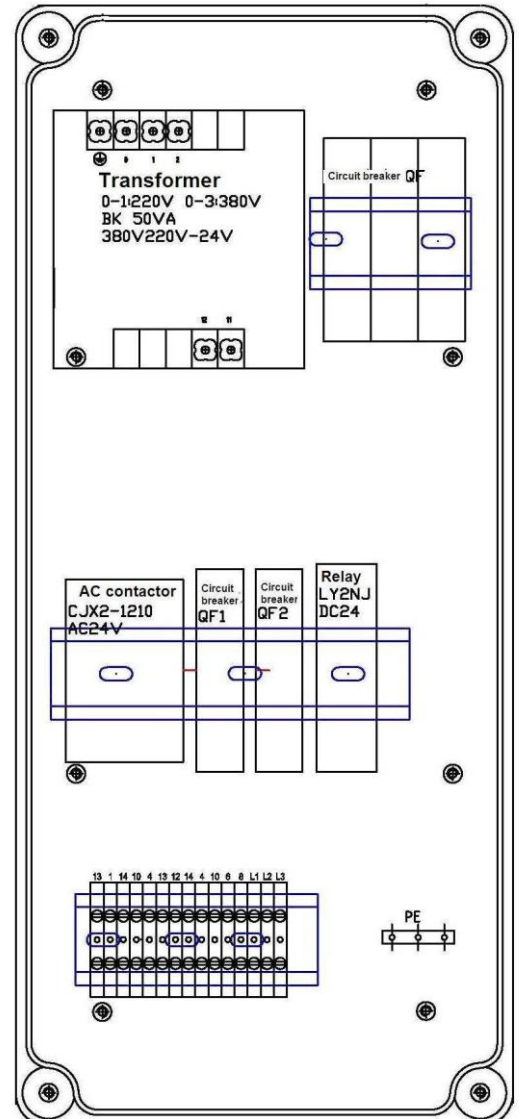 0 1 2
Transformer
0-1:220V 0-3:380V
BK 50VA
380V220V-24V
12 11
Circuit breaker QF
AC contactor
CJX2-1210
AC24V
Circuit
breaker
QF1
Circuit
breaker
QF2
Relay
LY2NJ
DC24
13 1 14 10 4 13 12 14 4 10 6 8 L1 L2 L3
PE